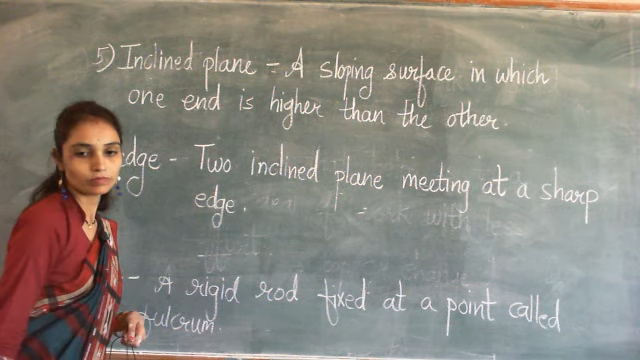 5) Inclined plane = A sloping surface in which
one end is higher than the other.
dge - Two inclined plane meeting at a sharp
edge.
- A rigid rod fixed at a point called
fulcrum.